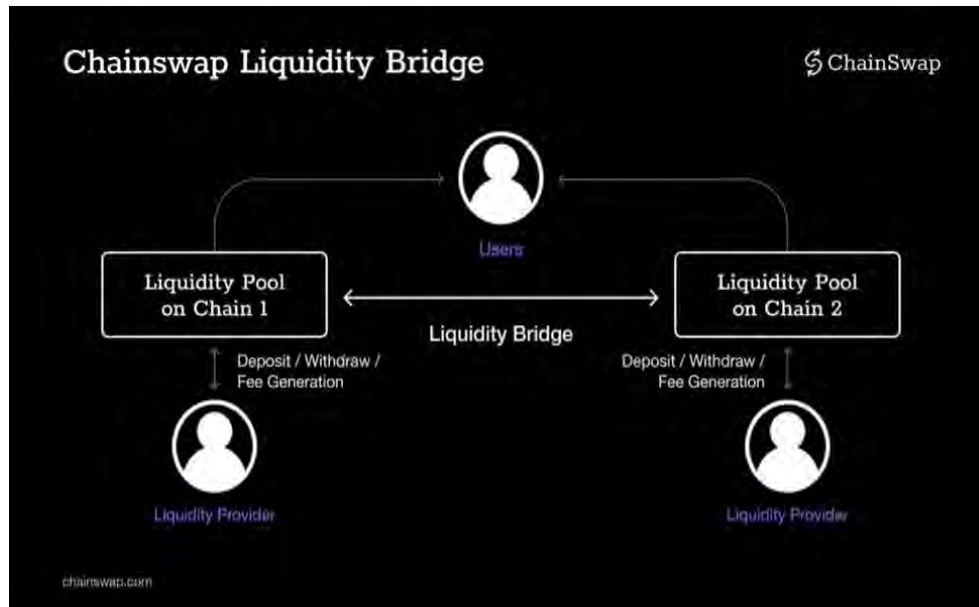 Chainswap Liquidity Bridge
ChainSwap
Users
Liquidity Pool
on Chain 1
Liquidity Pool
on Chain 2
Liquidity Bridge
Deposit / Withdraw /
Fee Generation
Deposit / Withdraw /
Fee Generation
Liquidity Provider
Liquidity Provider
chainswap.com